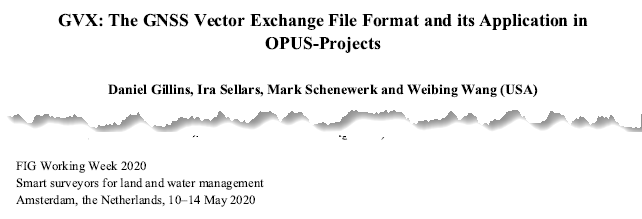 GVX: The GNSS Vector Exchange File Format and its Application in
OPUS-Projects
Daniel Gillins, Ira Sellars, Mark Schenewerk and Weibing Wang (USA)
FIG Working Week 2020
Smart surveyors for land and water management
Amsterdam, the Netherlands, 10–14 May 2020